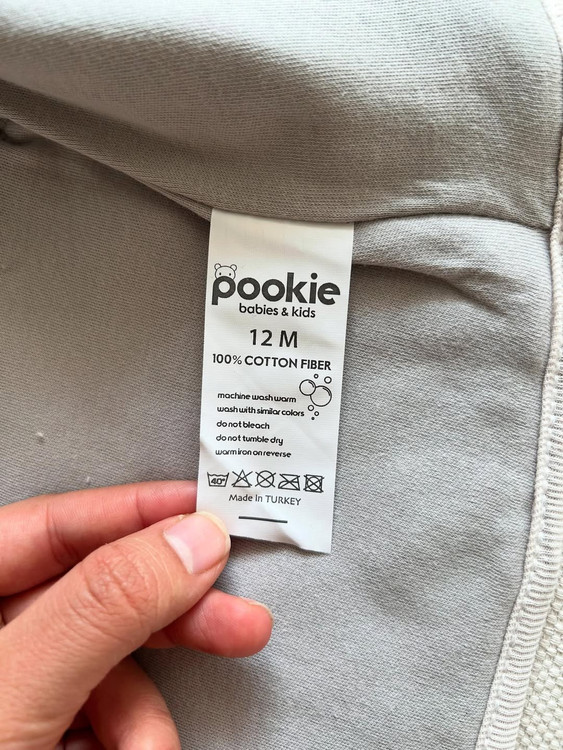 pookie
babies & kids
12 M
100% COTTON FIBER
machine wash warm
wash with similar colors
do not bleach
do not tumble dry
warm iron on reverse
40°
Made In TURKEY